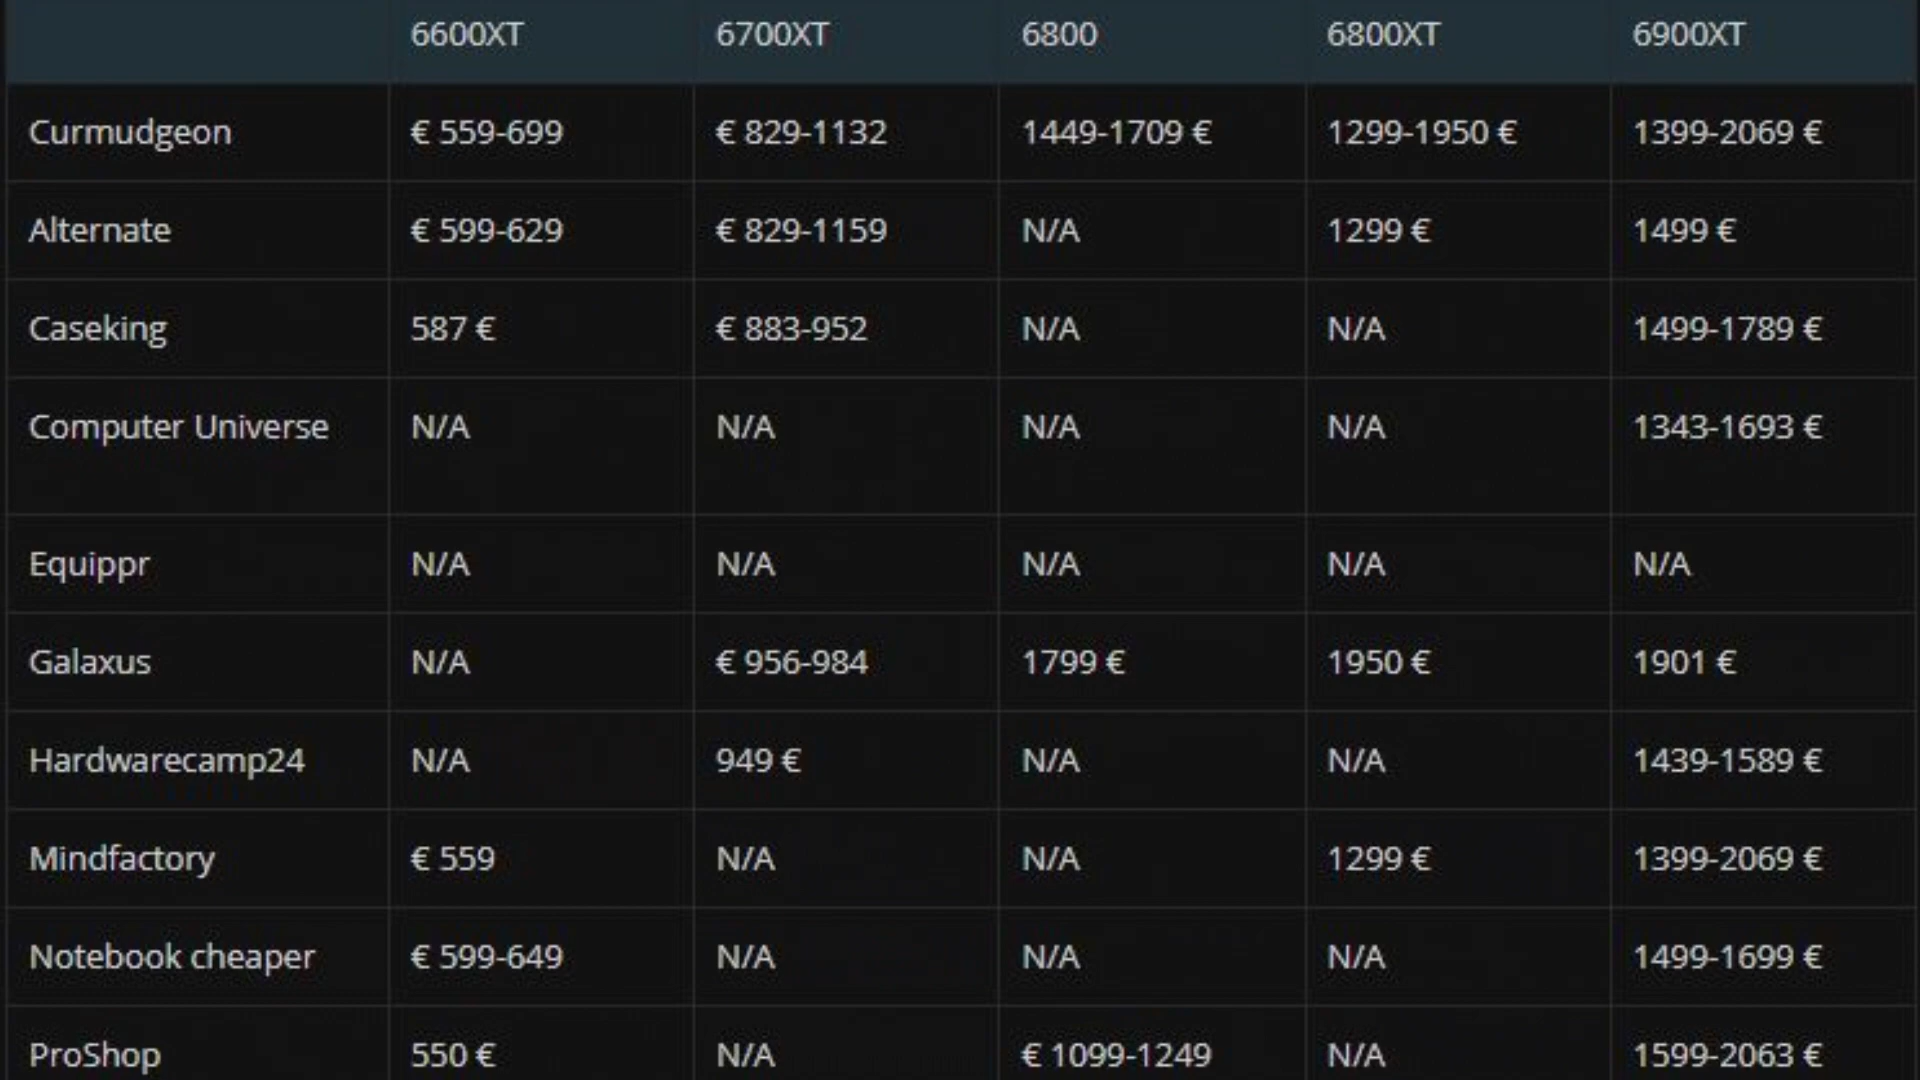 6600XT 6700XT 6800 6800XT 6900XT
Curmudgeon € 559-699 € 829-1132 1449-1709 € 1299-1950 € 1399-2069 €
Alternate € 599-629 € 829-1159 N/A 1299 € 1499 €
Caseking 587 € € 883-952 N/A N/A 1499-1789 €
Computer Universe N/A N/A N/A N/A 1343-1693 €
Equippr N/A N/A N/A N/A N/A
Galaxus N/A € 956-984 1799 € 1950 € 1901 €
Hardwarecamp24 N/A 949 € N/A N/A 1439-1589 €
Mindfactory € 559 N/A N/A 1299 € 1399-2069 €
Notebook cheaper € 599-649 N/A N/A N/A 1499-1699 €
ProShop 550 € N/A € 1099-1249 N/A 1599-2063 €